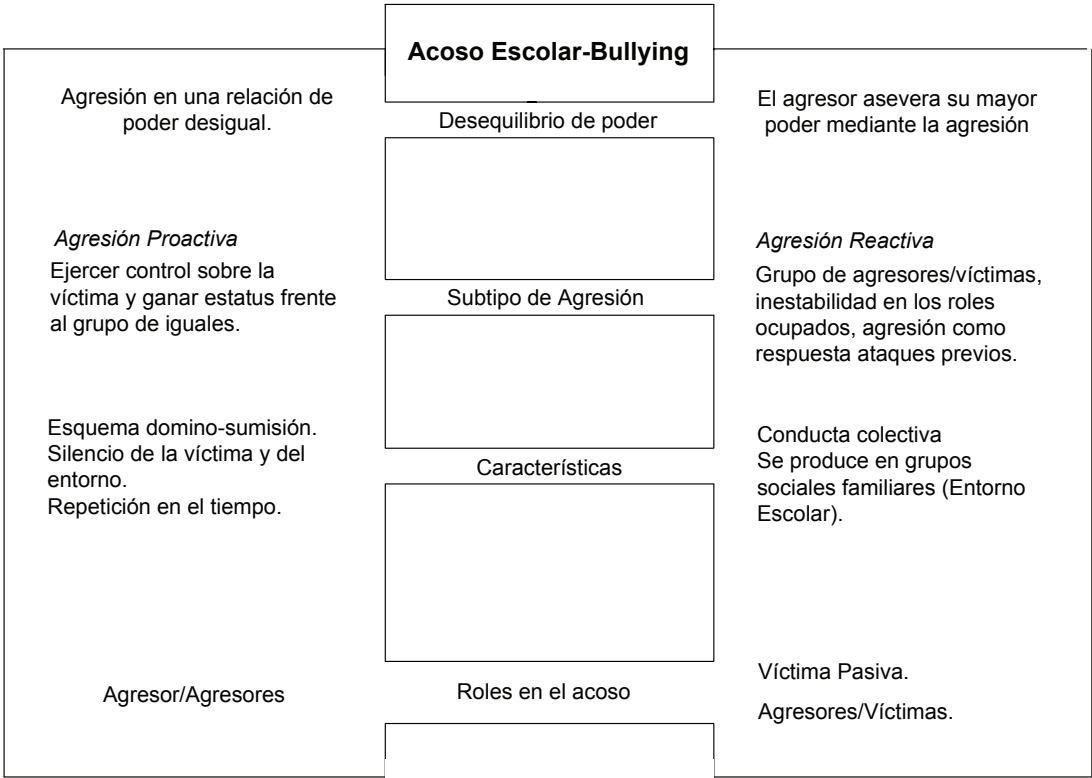 Acoso Escolar-Bullying
Agresión en una relación de
poder desigual.
Desequilibrio de poder
El agresor asevera su mayor
poder mediante la agresión
Agresión Proactiva
Ejercer control sobre la
víctima y ganar estatus frente
al grupo de iguales.
Subtipo de Agresión
Agresión Reactiva
Grupo de agresores/víctimas,
inestabilidad en los roles
ocupados, agresión como
respuesta ataques previos.
Esquema domino-sumisión.
Silencio de la víctima y del
entorno.
Repetición en el tiempo.
Características
Conducta colectiva
Se produce en grupos
sociales familiares (Entorno
Escolar).
Agresor/Agresores
Roles en el acoso
Víctima Pasiva.
Agresores/Víctimas.